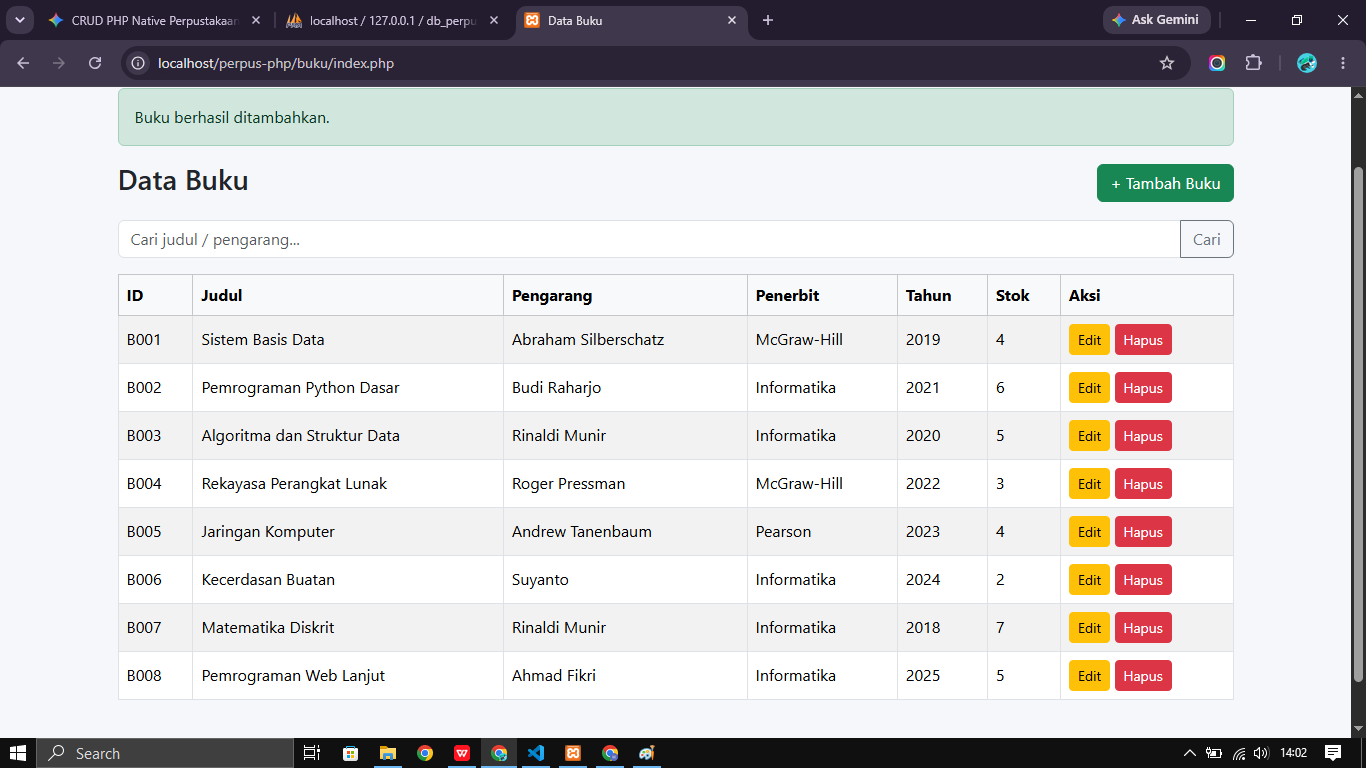 CRUD PHP Native Perpustakaan
localhost / 127.0.0.1 / db_perpu
Data Buku
Ask Gemini
localhost/perpus-php/buku/index.php
Buku berhasil ditambahkan.
Data Buku
+ Tambah Buku
Cari judul / pengarang...
Cari
ID Judul Pengarang Penerbit Tahun Stok Aksi
B001 Sistem Basis Data Abraham Silberschatz McGraw-Hill 2019 4 Edit Hapus
B002 Pemrograman Python Dasar Budi Raharjo Informatika 2021 6 Edit Hapus
B003 Algoritma dan Struktur Data Rinaldi Munir Informatika 2020 5 Edit Hapus
B004 Rekayasa Perangkat Lunak Roger Pressman McGraw-Hill 2022 3 Edit Hapus
B005 Jaringan Komputer Andrew Tanenbaum Pearson 2023 4 Edit Hapus
B006 Kecerdasan Buatan Suyanto Informatika 2024 2 Edit Hapus
B007 Matematika Diskrit Rinaldi Munir Informatika 2018 7 Edit Hapus
B008 Pemrograman Web Lanjut Ahmad Fikri Informatika 2025 5 Edit Hapus
Search
14:02